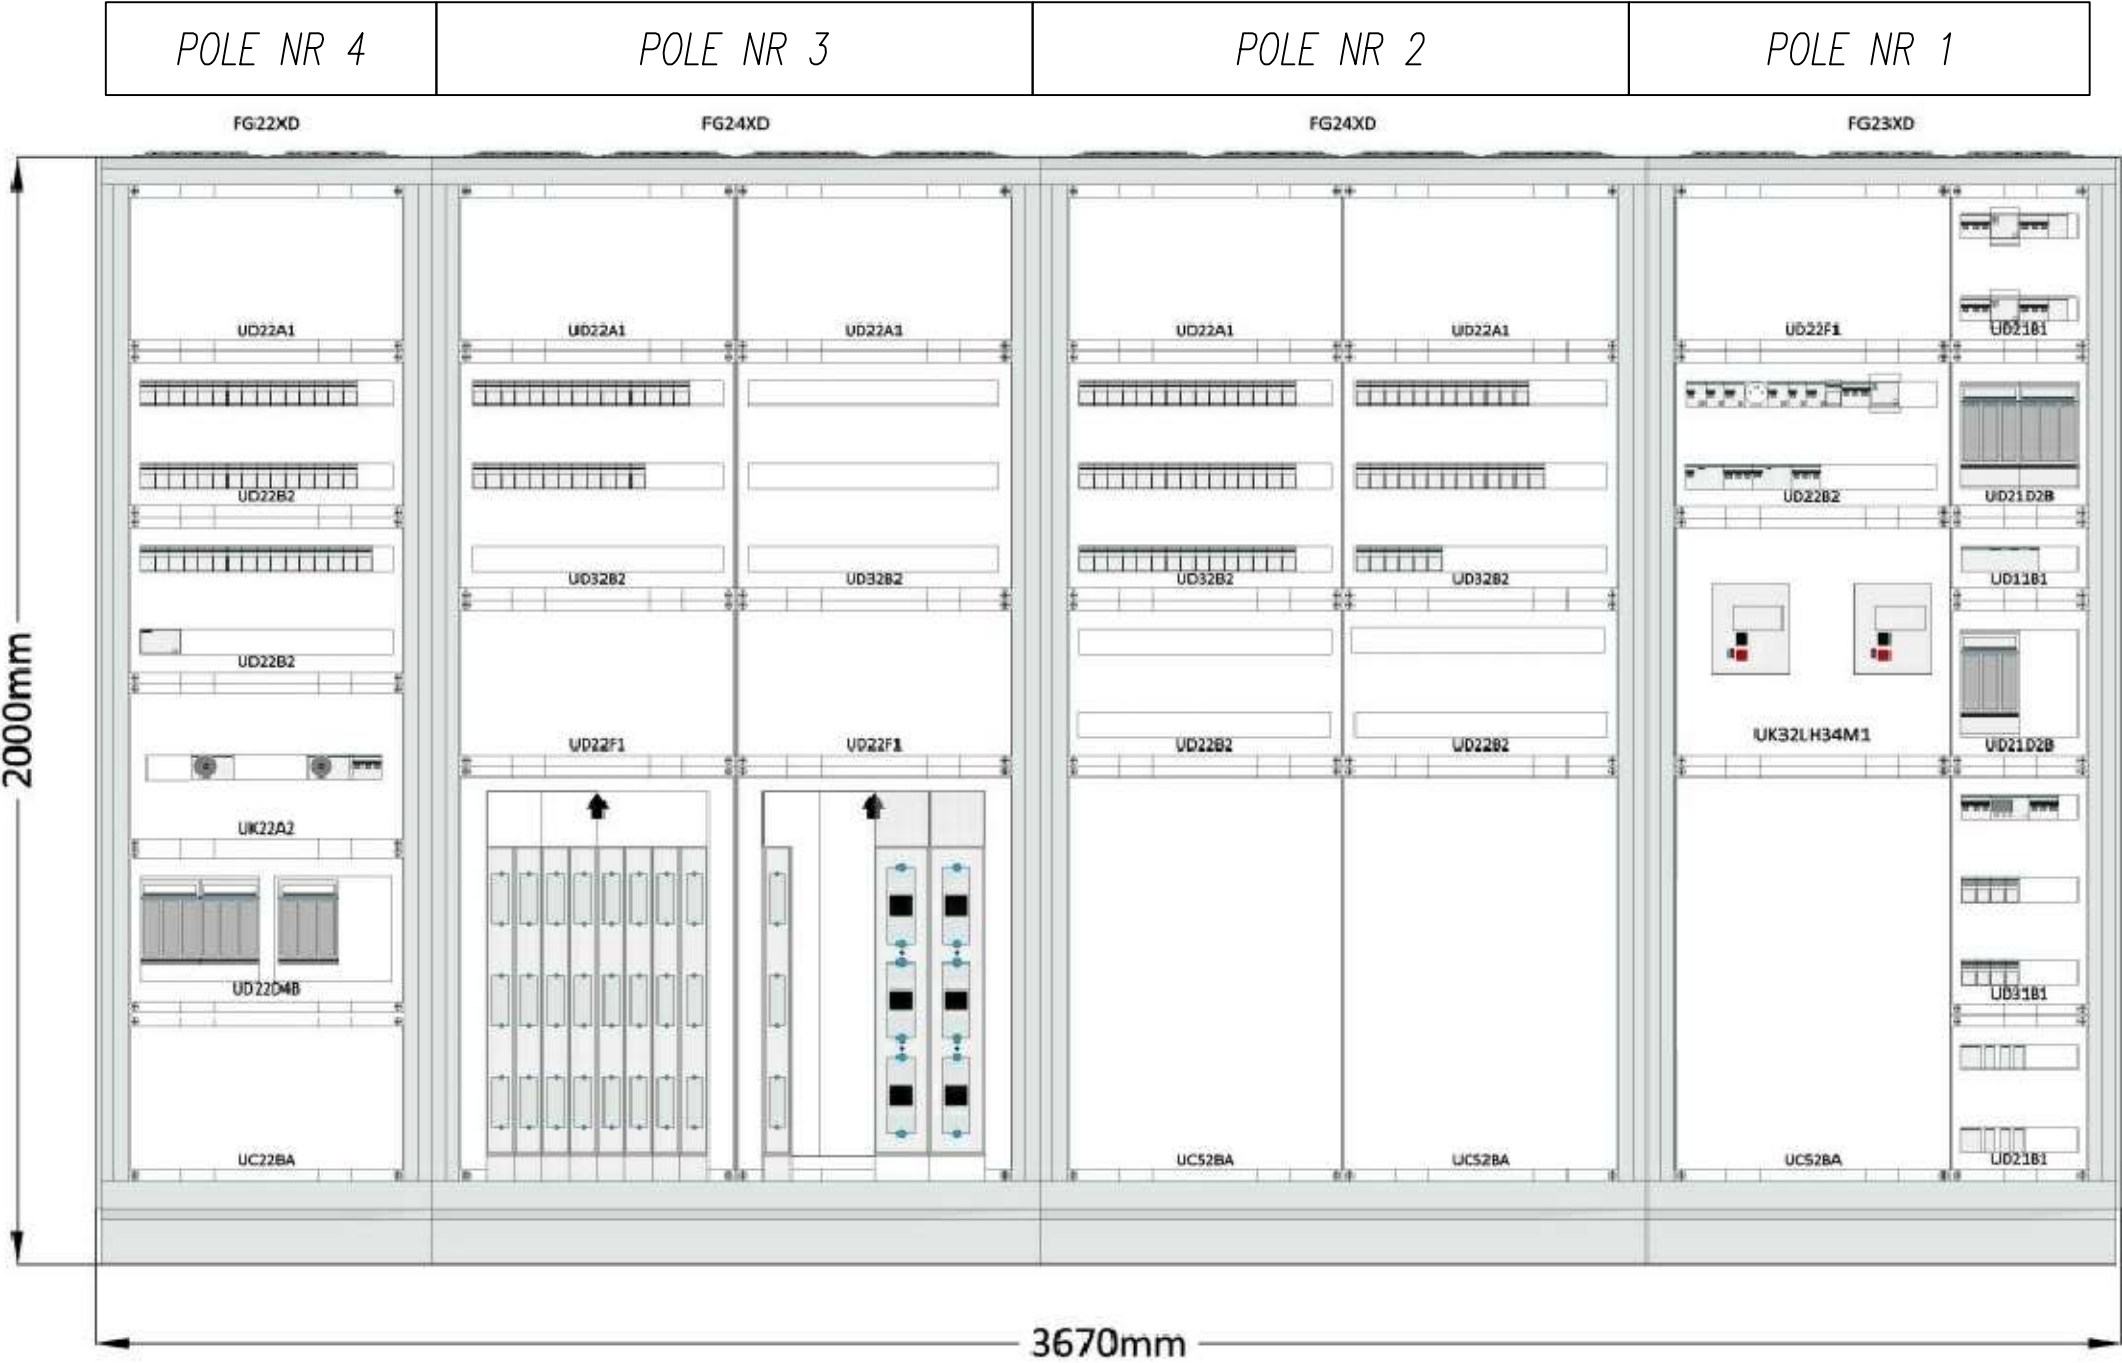 POLE NR 4 POLE NR 3 POLE NR 2 POLE NR 1
FG22XD FG24XD FG24XD FG23XD
UD22A1 UD22A1 UD22A1 UD22A1 UD22A1 UD22F1 UD21B1
UD22B2 UD22B2 UD21D2B
UD32B2 UD32B2 UD32B2 UD32B2 UD11B1
UD22B2
UD22F1 UD22F1 UD22B2 UD22B2 UK32LH34M1 UD21D2B
UK22A2
UD22D4B UD31B1
UC22BA UC52BA UC52BA UC52BA UD21B1
2000mm
3670mm